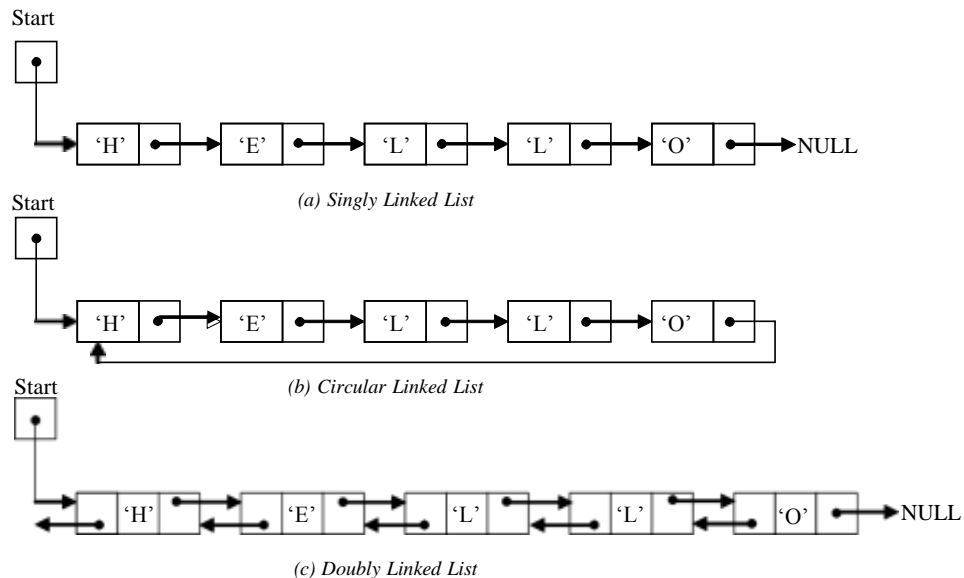 Start
‘H’ ‘E’ ‘L’ ‘L’ ‘O’ NULL
(a) Singly Linked List
Start
‘H’ ‘E’ ‘L’ ‘L’ ‘O’
(b) Circular Linked List
Start
‘H’ ‘E’ ‘L’ ‘L’ ‘O’ NULL
(c) Doubly Linked List